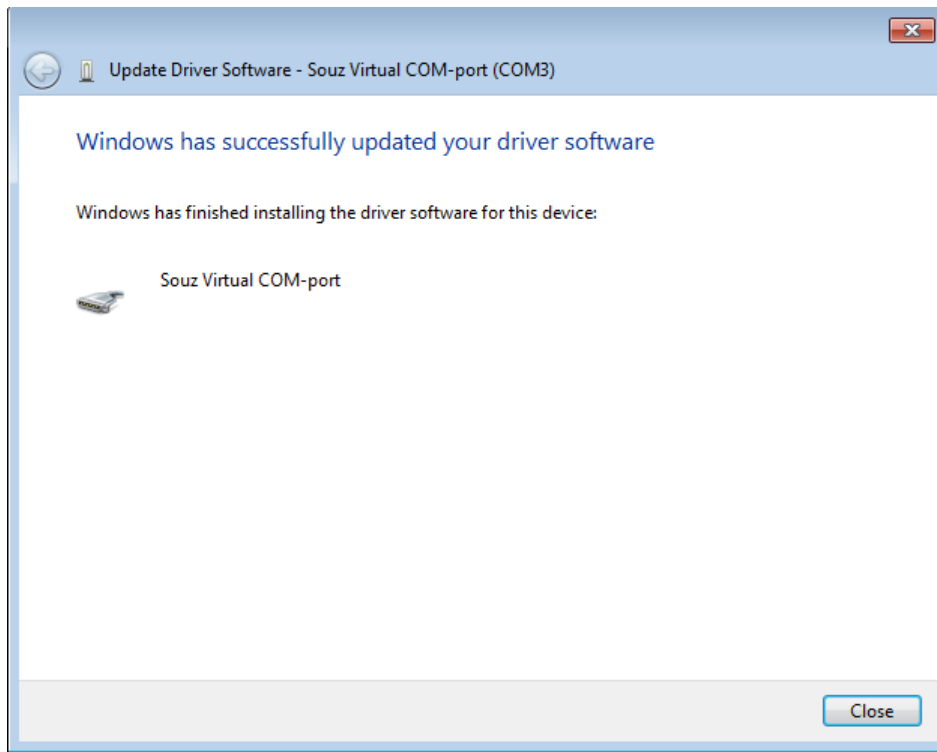 Update Driver Software - Souz Virtual COM-port (COM3)
Windows has successfully updated your driver software
Windows has finished installing the driver software for this device:
Souz Virtual COM-port
Close